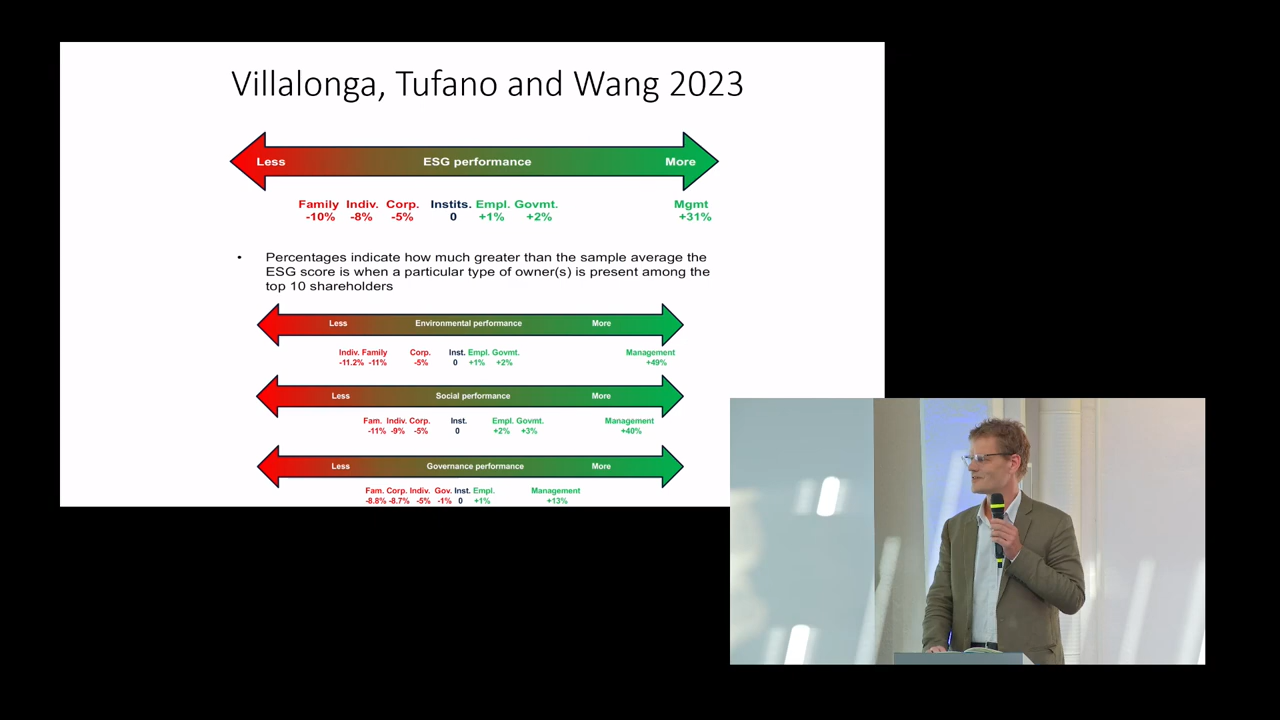 Villalonga, Tufano and Wang 2023
Less ESG performance More
Family Indiv. Corp. Instits. Empl. Govmt. Mgmt
-10% -8% -5% 0 +1% +2% +31%
• Percentages indicate how much greater than the sample average the
ESG score is when a particular type of owner(s) is present among the
top 10 shareholders
Less Environmental performance More
Indiv. Family Corp. Inst. Empl. Govmt. Management
-11.2% -11% -5% 0 +1% +2% +49%
Less Social performance More
Fam. Indiv. Corp. Inst. Empl. Govmt. Management
-11% -9% -5% 0 +2% +3% +40%
Less Governance performance More
Fam. Corp. Indiv. Gov. Inst. Empl. Management
-8.8% -8.7% -5% -1% 0 +1% +13%